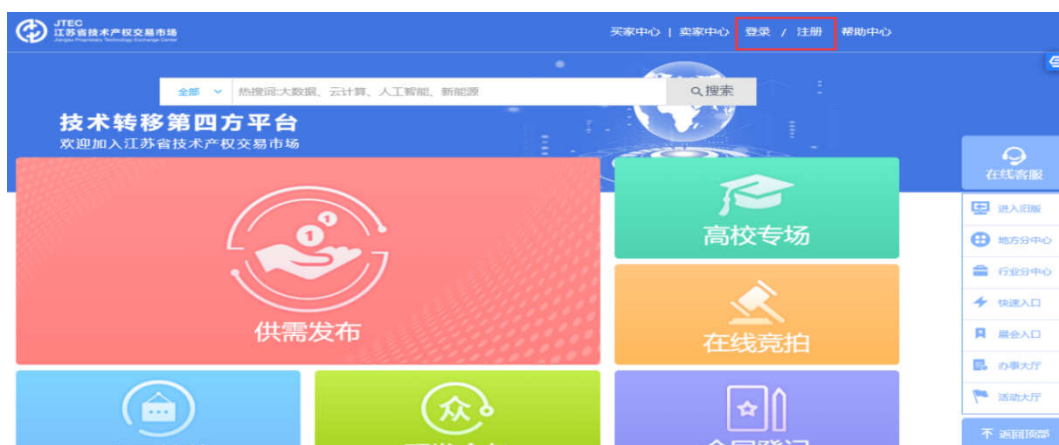 JTEC
江苏省技术产权交易市场
Jiangsu Proprietary Technology Exchange Center
买家中心 | 卖家中心 登录 / 注册 帮助中心
全部 热搜词:大数据、云计算、人工智能、新能源 搜索
技术转移第四方平台
欢迎加入江苏省技术产权交易市场
供需发布
高校专场
在线竞拍
众
在线客服
进入旧版
地方分中心
行业分中心
快速入口
展会入口
办事大厅
活动大厅
返回顶部